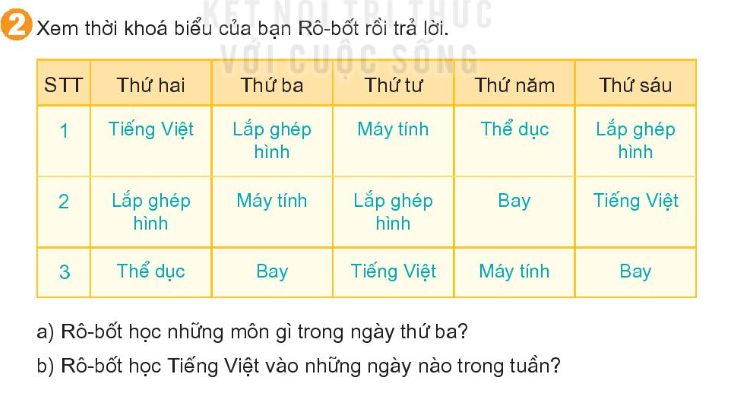 KẾT NỐI TRI THỨC
VỚI CUỘC SỐNG
2 Xem thời khoá biểu của bạn Rô-bốt rồi trả lời.
STT Thứ hai Thứ ba Thứ tư Thứ năm Thứ sáu
1 Tiếng Việt Lắp ghép hình Máy tính Thể dục Lắp ghép hình
2 Lắp ghép hình Máy tính Lắp ghép hình Bay Tiếng Việt
3 Thể dục Bay Tiếng Việt Máy tính Bay
a) Rô-bốt học những môn gì trong ngày thứ ba?
b) Rô-bốt học Tiếng Việt vào những ngày nào trong tuần?